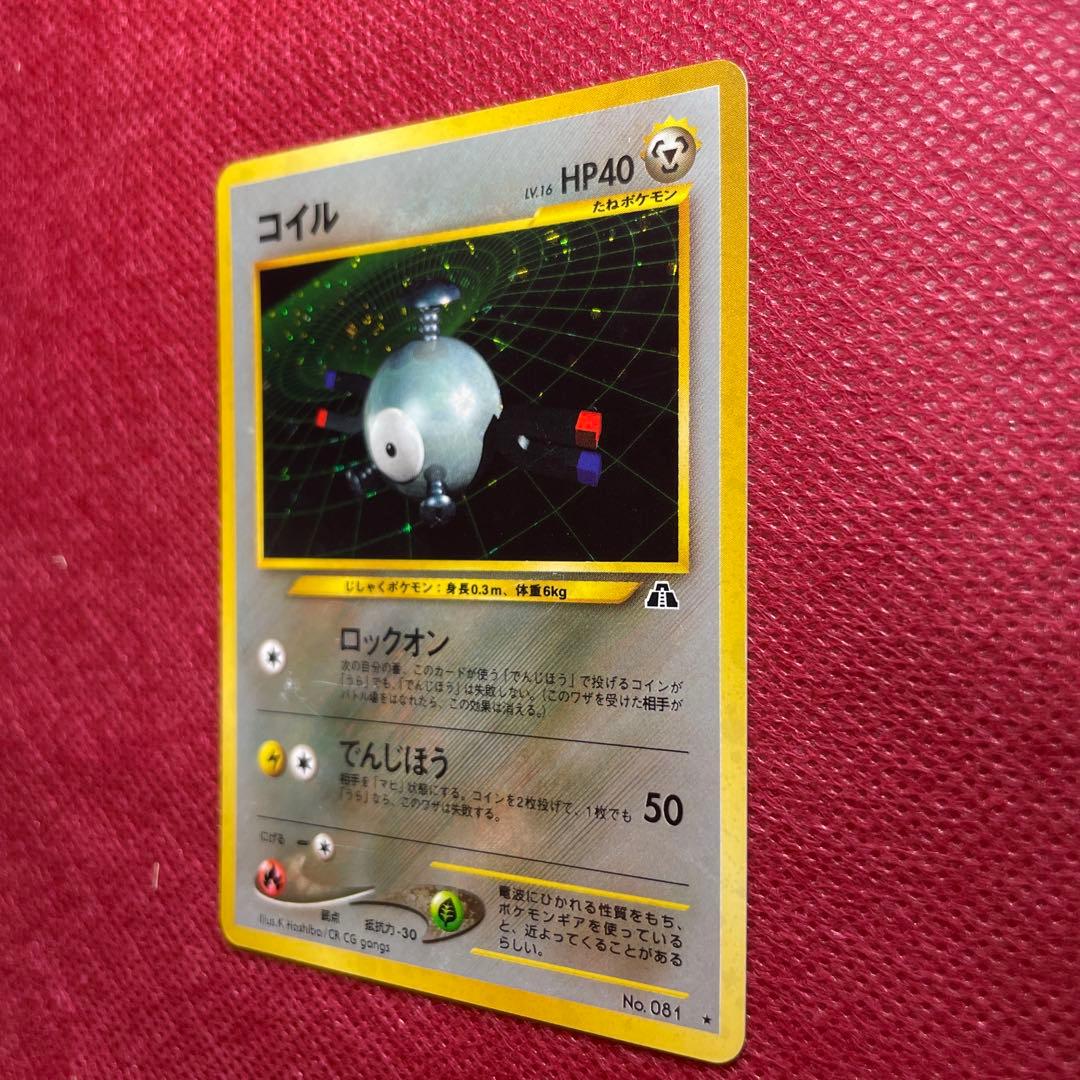 コイル
LV.16 HP40
たねポケモン
じしゃくポケモン：身長0.3m、体重6kg
ロックオン
次の自分の番、このカードが使う「でんじほう」で投げるコインが
「うら」でも、「でんじほう」は失敗しない。（このワザを受けた相手が
バトル場をはなれたら、この効果は消える。）
でんじほう
相手を「マヒ」状態にする。コインを2枚投げて、1枚でも
「うら」なら、このワザは失敗する。
50
にげる
弱点 抵抗力 -30
Illus.K Hoshiba/CR CG gangs
電波にひかれる性質をもち、
ポケモンギアを使っている
と、近よってくることがある
らしい。
No. 081 ★